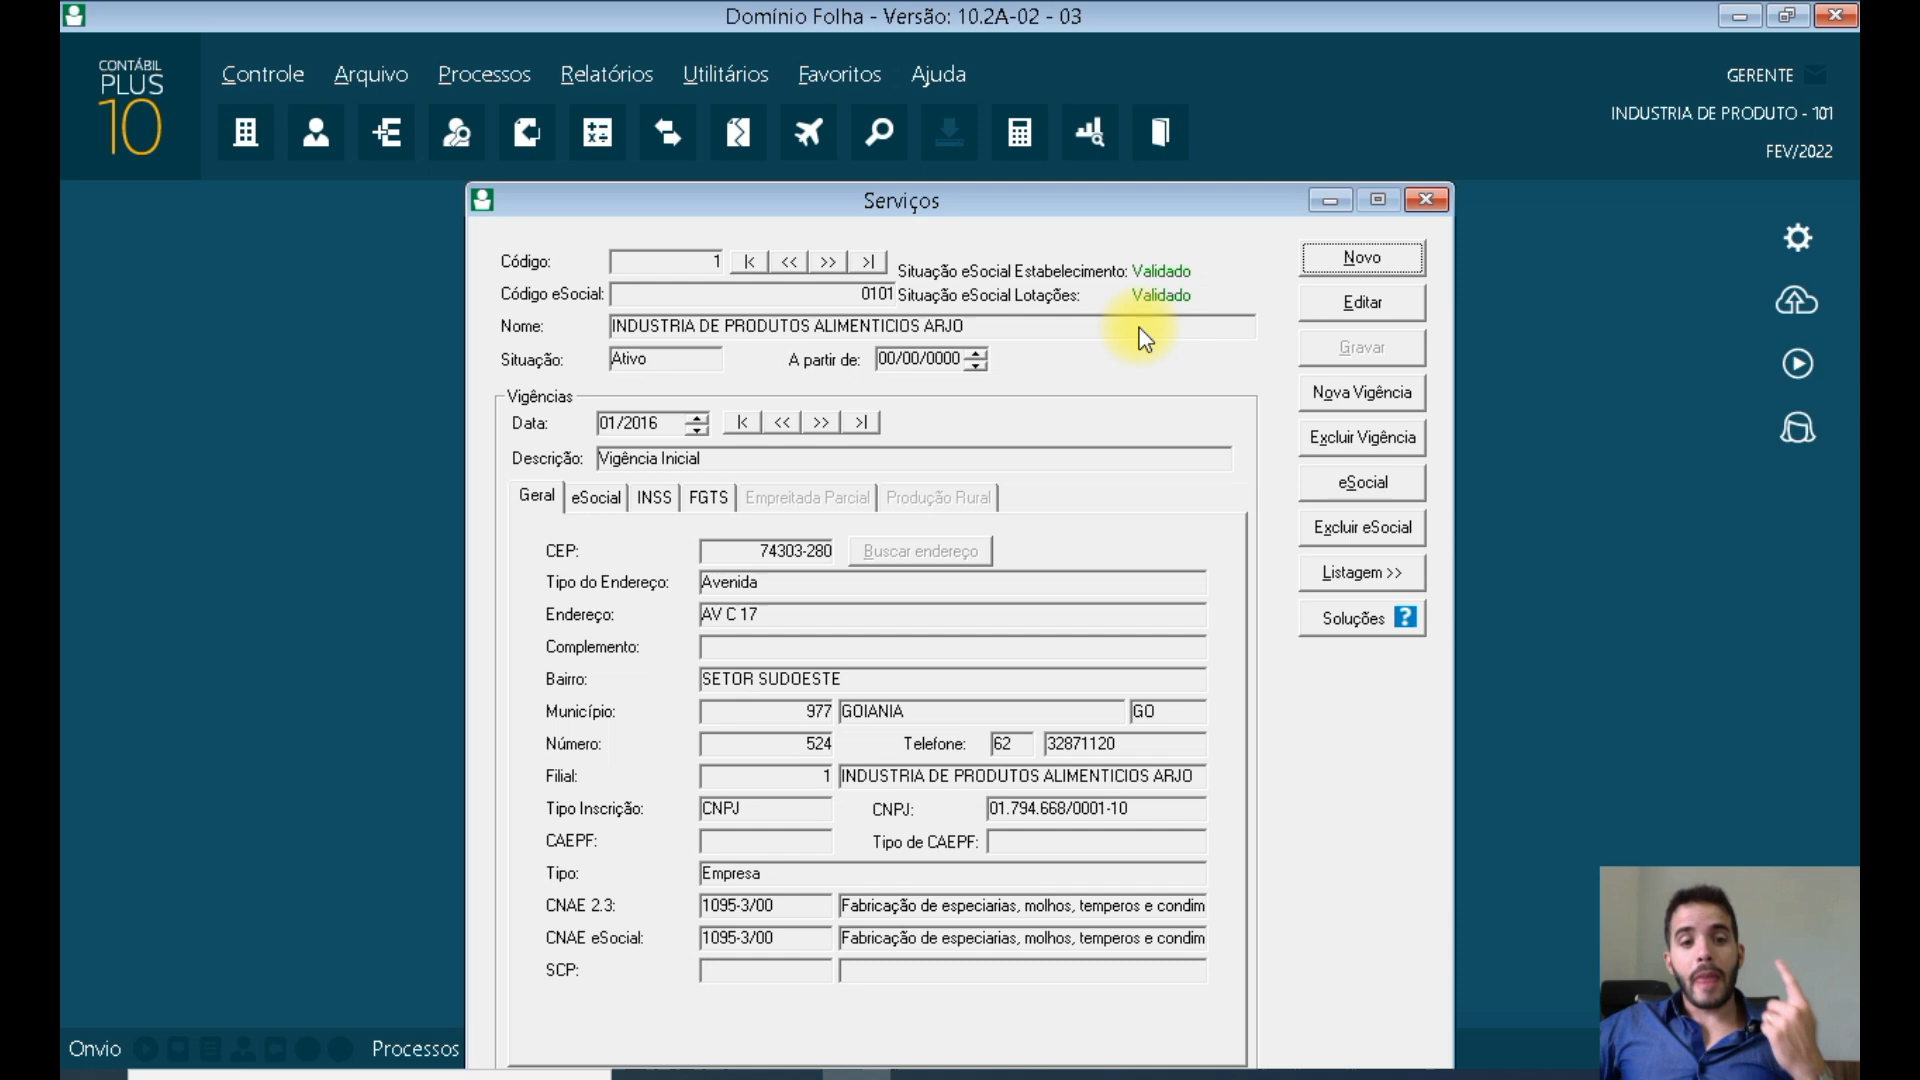 Domínio Folha - Versão: 10.2A-02 - 03
CONTÁBIL
PLUS
10
Controle Arquivo Processos Relatórios Utilitários Favoritos Ajuda
GERENTE
INDUSTRIA DE PRODUTO - 101
FEV/2022
Serviços
Código: 1 |< << >> >|
Situação eSocial Estabelecimento: Validado
Código eSocial: 0101 Situação eSocial Lotações: Validado
Nome: INDUSTRIA DE PRODUTOS ALIMENTICIOS ARJO
Situação: Ativo A partir de: 00/00/0000
Vigências
Data: 01/2016 |< << >> >|
Descrição: Vigência Inicial
Geral eSocial INSS FGTS Empreitada Parcial Produção Rural
CEP: 74303-280 Buscar endereço
Tipo do Endereço: Avenida
Endereço: AV C 17
Complemento:
Bairro: SETOR SUDOESTE
Município: 977 GOIANIA GO
Número: 524 Telefone: 62 32871120
Filial: 1 INDUSTRIA DE PRODUTOS ALIMENTICIOS ARJO
Tipo Inscrição: CNPJ CNPJ: 01.794.668/0001-10
CAEPF: Tipo de CAEPF:
Tipo: Empresa
CNAE 2.3: 1095-3/00 Fabricação de especiarias, molhos, temperos e condim
CNAE eSocial: 1095-3/00 Fabricação de especiarias, molhos, temperos e condim
SCP:
Novo
Editar
Gravar
Nova Vigência
Excluir Vigência
eSocial
Excluir eSocial
Listagem >>
Soluções ?
Onvio Processos